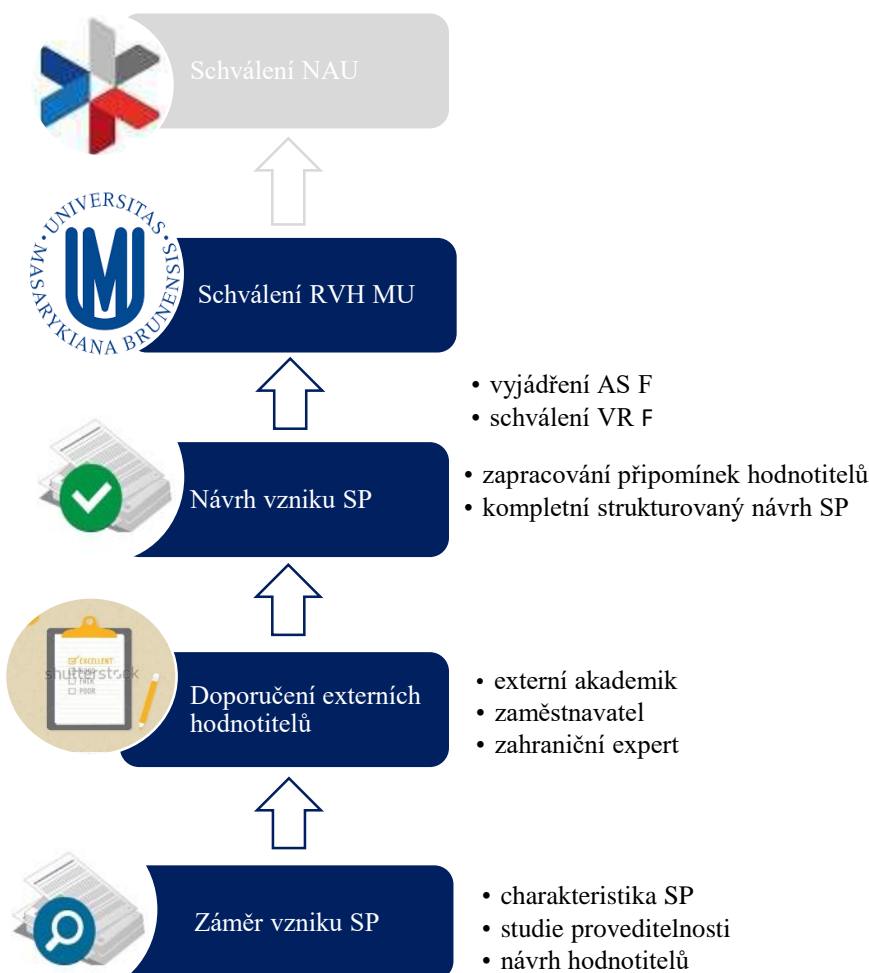 Schválení NAU
UNIVERSITAS · MASARYKIANA BRUNENSIS ·
Schválení RVH MU
• vyjádření AS F
• schválení VR F
Návrh vzniku SP
• zapracování připomínek hodnotitelů
• kompletní strukturovaný návrh SP
EXCELLENT
shutterstock
POOR
Doporučení externích
hodnotitelů
• externí akademik
• zaměstnavatel
• zahraniční expert
Záměr vzniku SP
• charakteristika SP
• studie proveditelnosti
• návrh hodnotitelů